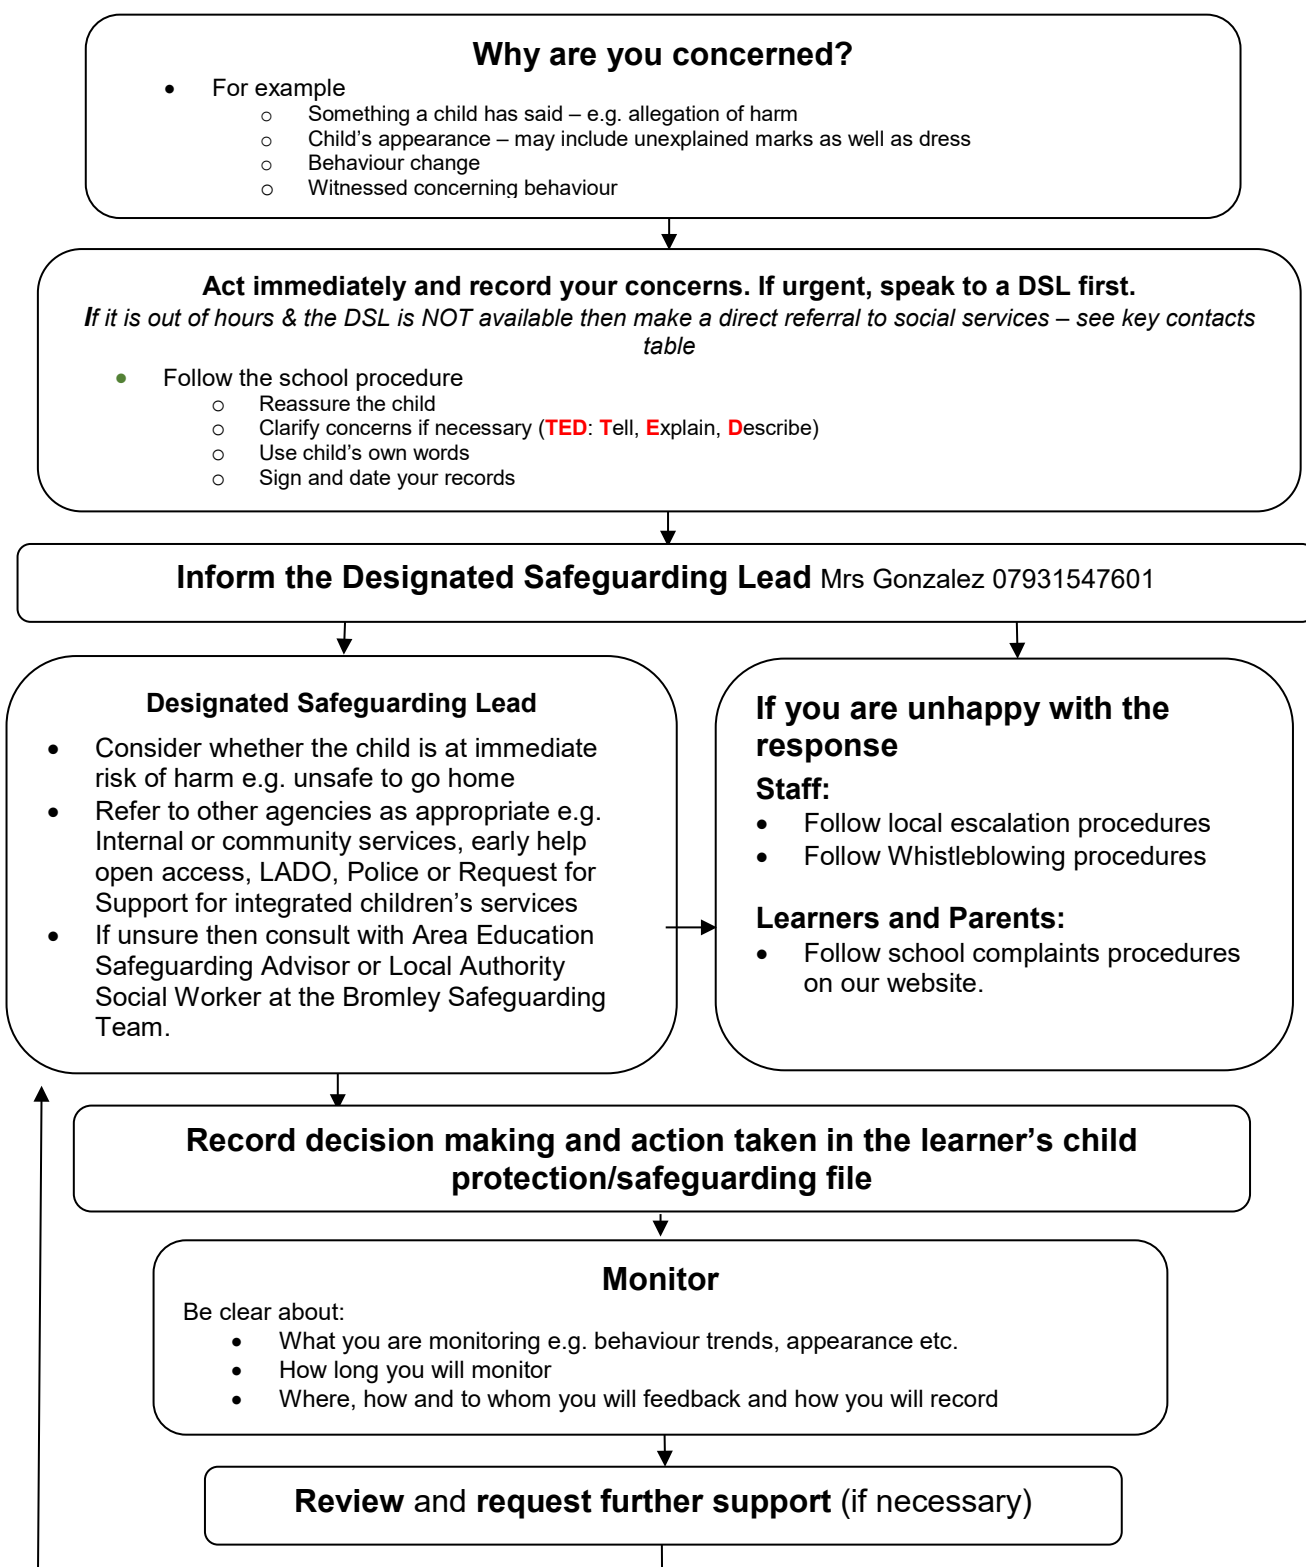 Why are you concerned?
• For example
o Something a child has said – e.g. allegation of harm
o Child’s appearance – may include unexplained marks as well as dress
o Behaviour change
o Witnessed concerning behaviour
Act immediately and record your concerns. If urgent, speak to a DSL first.
If it is out of hours & the DSL is NOT available then make a direct referral to social services – see key contacts
table
• Follow the school procedure
o Reassure the child
o Clarify concerns if necessary (TED: Tell, Explain, Describe)
o Use child’s own words
o Sign and date your records
Inform the Designated Safeguarding Lead Mrs Gonzalez 07931547601
Designated Safeguarding Lead
• Consider whether the child is at immediate
risk of harm e.g. unsafe to go home
• Refer to other agencies as appropriate e.g.
Internal or community services, early help
open access, LADO, Police or Request for
Support for integrated children’s services
• If unsure then consult with Area Education
Safeguarding Advisor or Local Authority
Social Worker at the Bromley Safeguarding
Team.
If you are unhappy with the
response
Staff:
• Follow local escalation procedures
• Follow Whistleblowing procedures
Learners and Parents:
• Follow school complaints procedures
on our website.
Record decision making and action taken in the learner’s child
protection/safeguarding file
Monitor
Be clear about:
• What you are monitoring e.g. behaviour trends, appearance etc.
• How long you will monitor
• Where, how and to whom you will feedback and how you will record
Review and request further support (if necessary)